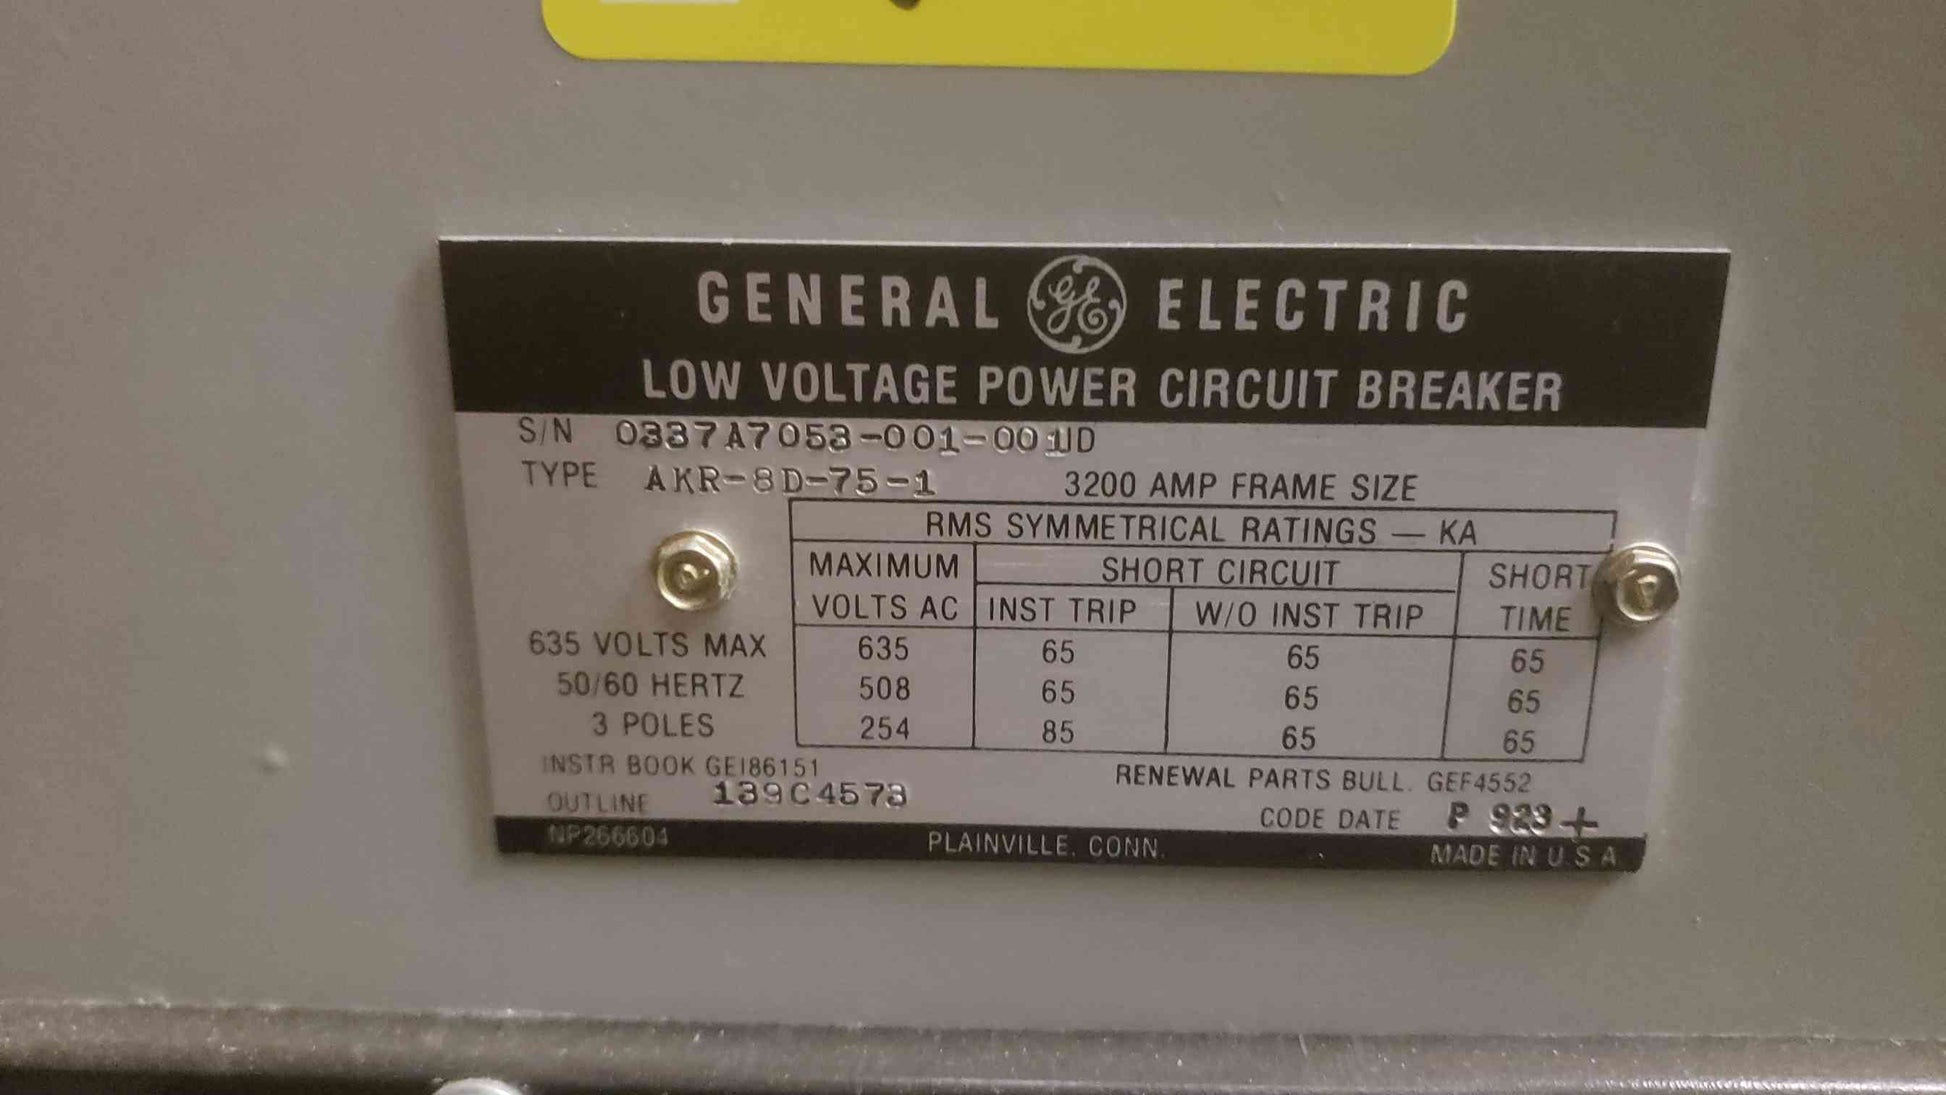 GENERAL GE ELECTRIC
LOW VOLTAGE POWER CIRCUIT BREAKER
S/N 0337A7053-001-001UD
TYPE AKR-8D-75-1 3200 AMP FRAME SIZE
RMS SYMMETRICAL RATINGS — KA
MAXIMUM VOLTS AC SHORT CIRCUIT SHORT TIME
INST TRIP W/O INST TRIP
635 VOLTS MAX 635 65 65 65
50/60 HERTZ 508 65 65 65
3 POLES 254 85 65 65
INSTR BOOK GEI86151 RENEWAL PARTS BULL. GEF4552
OUTLINE 139C4573 CODE DATE P 923+
NP266604 PLAINVILLE, CONN. MADE IN U.S.A.